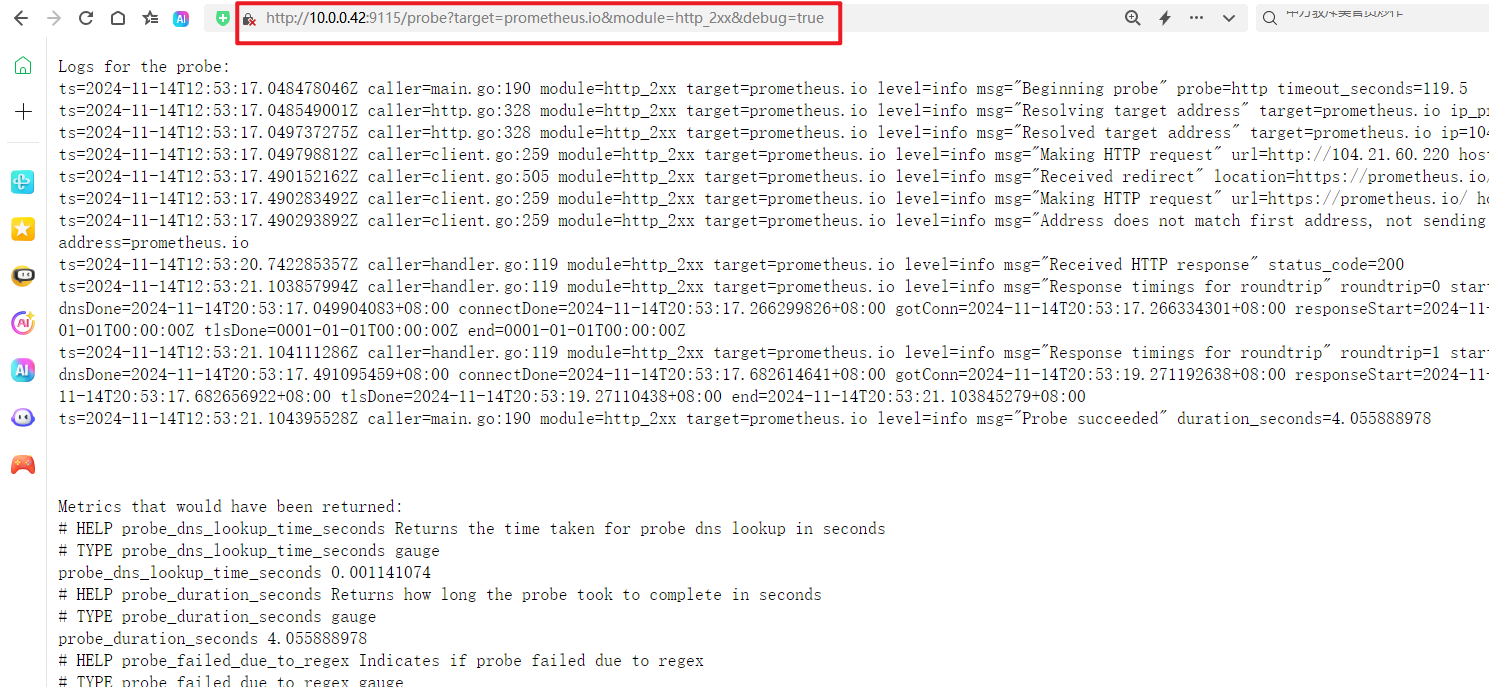 http://10.0.0.42:9115/probe?target=prometheus.io&module=http_2xx&debug=true
AI
Logs for the probe:
ts=2024-11-14T12:53:17.048478046Z caller=main.go:190 module=http_2xx target=prometheus.io level=info msg="Beginning probe" probe=http timeout_seconds=119.5
ts=2024-11-14T12:53:17.048549001Z caller=http.go:328 module=http_2xx target=prometheus.io level=info msg="Resolving target address" target=prometheus.io ip_pr
ts=2024-11-14T12:53:17.049737275Z caller=http.go:328 module=http_2xx target=prometheus.io level=info msg="Resolved target address" target=prometheus.io ip=104
ts=2024-11-14T12:53:17.049798812Z caller=client.go:259 module=http_2xx target=prometheus.io level=info msg="Making HTTP request" url=http://104.21.60.220 host
ts=2024-11-14T12:53:17.490152162Z caller=client.go:505 module=http_2xx target=prometheus.io level=info msg="Received redirect" location=https://prometheus.io/
ts=2024-11-14T12:53:17.490283492Z caller=client.go:259 module=http_2xx target=prometheus.io level=info msg="Making HTTP request" url=https://prometheus.io/ ho
ts=2024-11-14T12:53:17.490293892Z caller=client.go:259 module=http_2xx target=prometheus.io level=info msg="Address does not match first address, not sending
address=prometheus.io
ts=2024-11-14T12:53:20.742285357Z caller=handler.go:119 module=http_2xx target=prometheus.io level=info msg="Received HTTP response" status_code=200
ts=2024-11-14T12:53:21.103857994Z caller=handler.go:119 module=http_2xx target=prometheus.io level=info msg="Response timings for roundtrip" roundtrip=0 start
dnsDone=2024-11-14T20:53:17.049904083+08:00 connectDone=2024-11-14T20:53:17.266299826+08:00 gotConn=2024-11-14T20:53:17.266334301+08:00 responseStart=2024-11-
01-01T00:00:00Z tlsDone=0001-01-01T00:00:00Z end=0001-01-01T00:00:00Z
ts=2024-11-14T12:53:21.104111286Z caller=handler.go:119 module=http_2xx target=prometheus.io level=info msg="Response timings for roundtrip" roundtrip=1 start
dnsDone=2024-11-14T20:53:17.491095459+08:00 connectDone=2024-11-14T20:53:17.682614641+08:00 gotConn=2024-11-14T20:53:19.271192638+08:00 responseStart=2024-11-
11-14T20:53:17.682656922+08:00 tlsDone=2024-11-14T20:53:19.27110438+08:00 end=2024-11-14T20:53:21.103845279+08:00
ts=2024-11-14T12:53:21.104395528Z caller=main.go:190 module=http_2xx target=prometheus.io level=info msg="Probe succeeded" duration_seconds=4.055888978
AI
AI
Metrics that would have been returned:
# HELP probe_dns_lookup_time_seconds Returns the time taken for probe dns lookup in seconds
# TYPE probe_dns_lookup_time_seconds gauge
probe_dns_lookup_time_seconds 0.001141074
# HELP probe_duration_seconds Returns how long the probe took to complete in seconds
# TYPE probe_duration_seconds gauge
probe_duration_seconds 4.055888978
# HELP probe_failed_due_to_regex Indicates if probe failed due to regex
# TYPE probe_failed_due_to_regex gauge